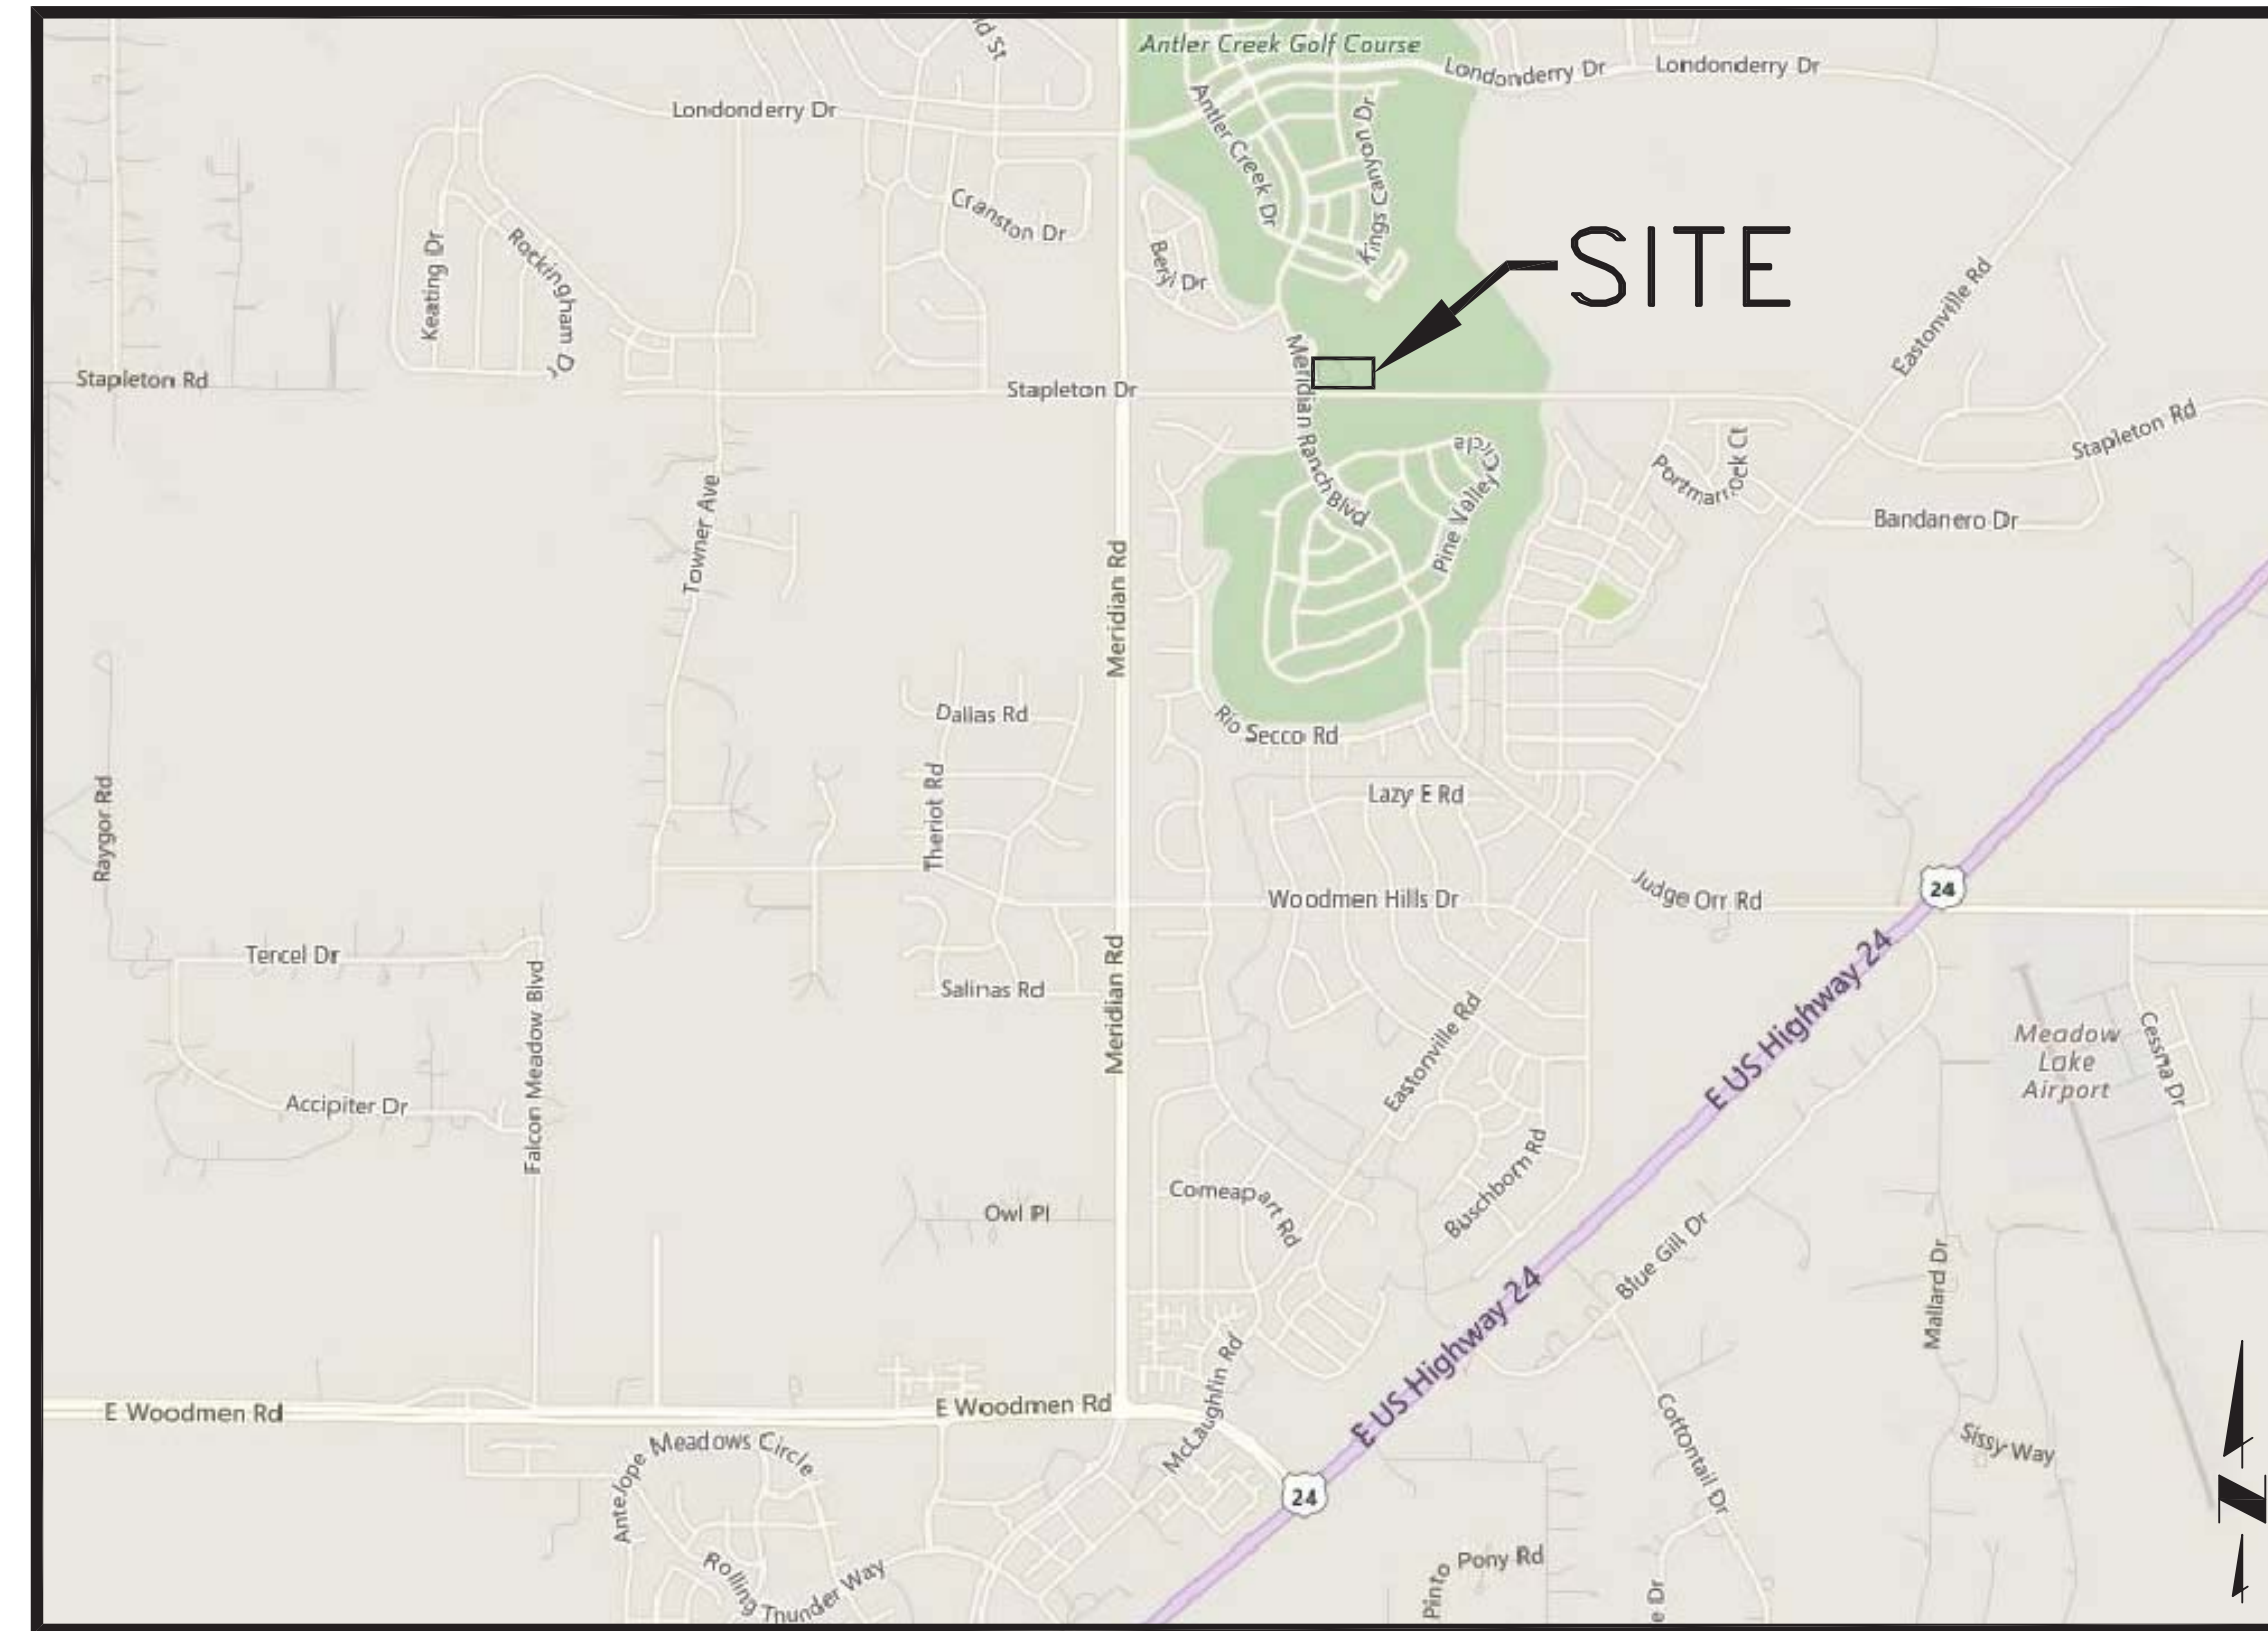 Antler Creek Golf Course
Londonderry Dr
Londonderry Dr
Londonderry Dr
Antler Creek Dr
Kings Canyon Dr
Cranston Dr
Keating Dr
Rockingham Dr
Beryl Dr
SITE
Eastonville Rd
Stapleton Rd
Stapleton Dr
Meridian Ranch Blvd
Stapleton Rd
Pine Valley Circle
Portmarnock Ct
Bandanero Dr
Towner Ave
Meridian Rd
Dallas Rd
Rio Secco Rd
Raygor Rd
Theriot Rd
Lazy E Rd
Woodmen Hills Dr
Judge Orr Rd
24
Tercel Dr
Falcon Meadow Blvd
Salinas Rd
Meridian Rd
Eastonville Rd
E US Highway 24
Meadow
Lake
Airport
Cessna Dr
Accipiter Dr
Owl Pl
Comeapart Rd
Buschborn Rd
Blue Gill Dr
Mallard Dr
E Woodmen Rd
E Woodmen Rd
McLaughlin Rd
E US Highway 24
Cottontail Dr
Sissy Way
Antelope Meadows Circle
24
N
Rolling Thunder Way
Pinto Pony Rd
e Dr